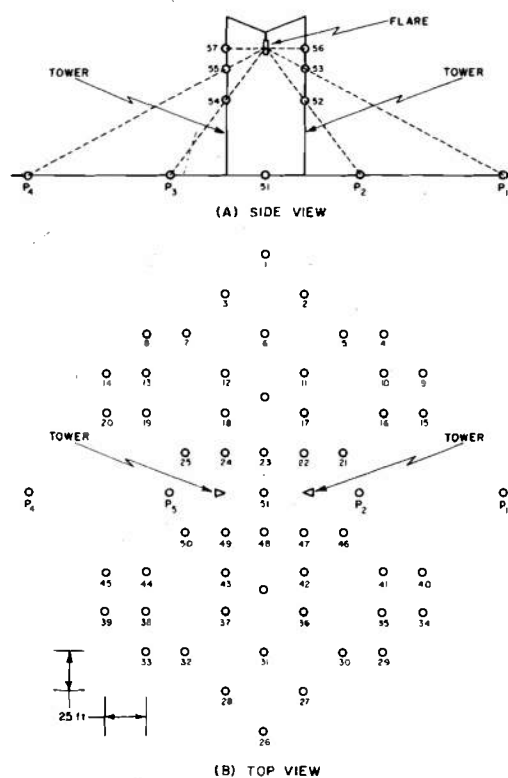 FLARE
57 56
TOWER 55 53 TOWER
54 52
P4 P3 51 P2 P1
(A) SIDE VIEW
1
3 2
8 7 6 5 4
14 13 12 11 10 9
20 19 18 17 16 15
TOWER TOWER
25 24 23 22 21
P4 P5 51 P2 P1
50 49 48 47 46
45 44 43 42 41 40
39 38 37 36 35 34
33 32 31 30 29
28 27
25 ft
26
(B) TOP VIEW